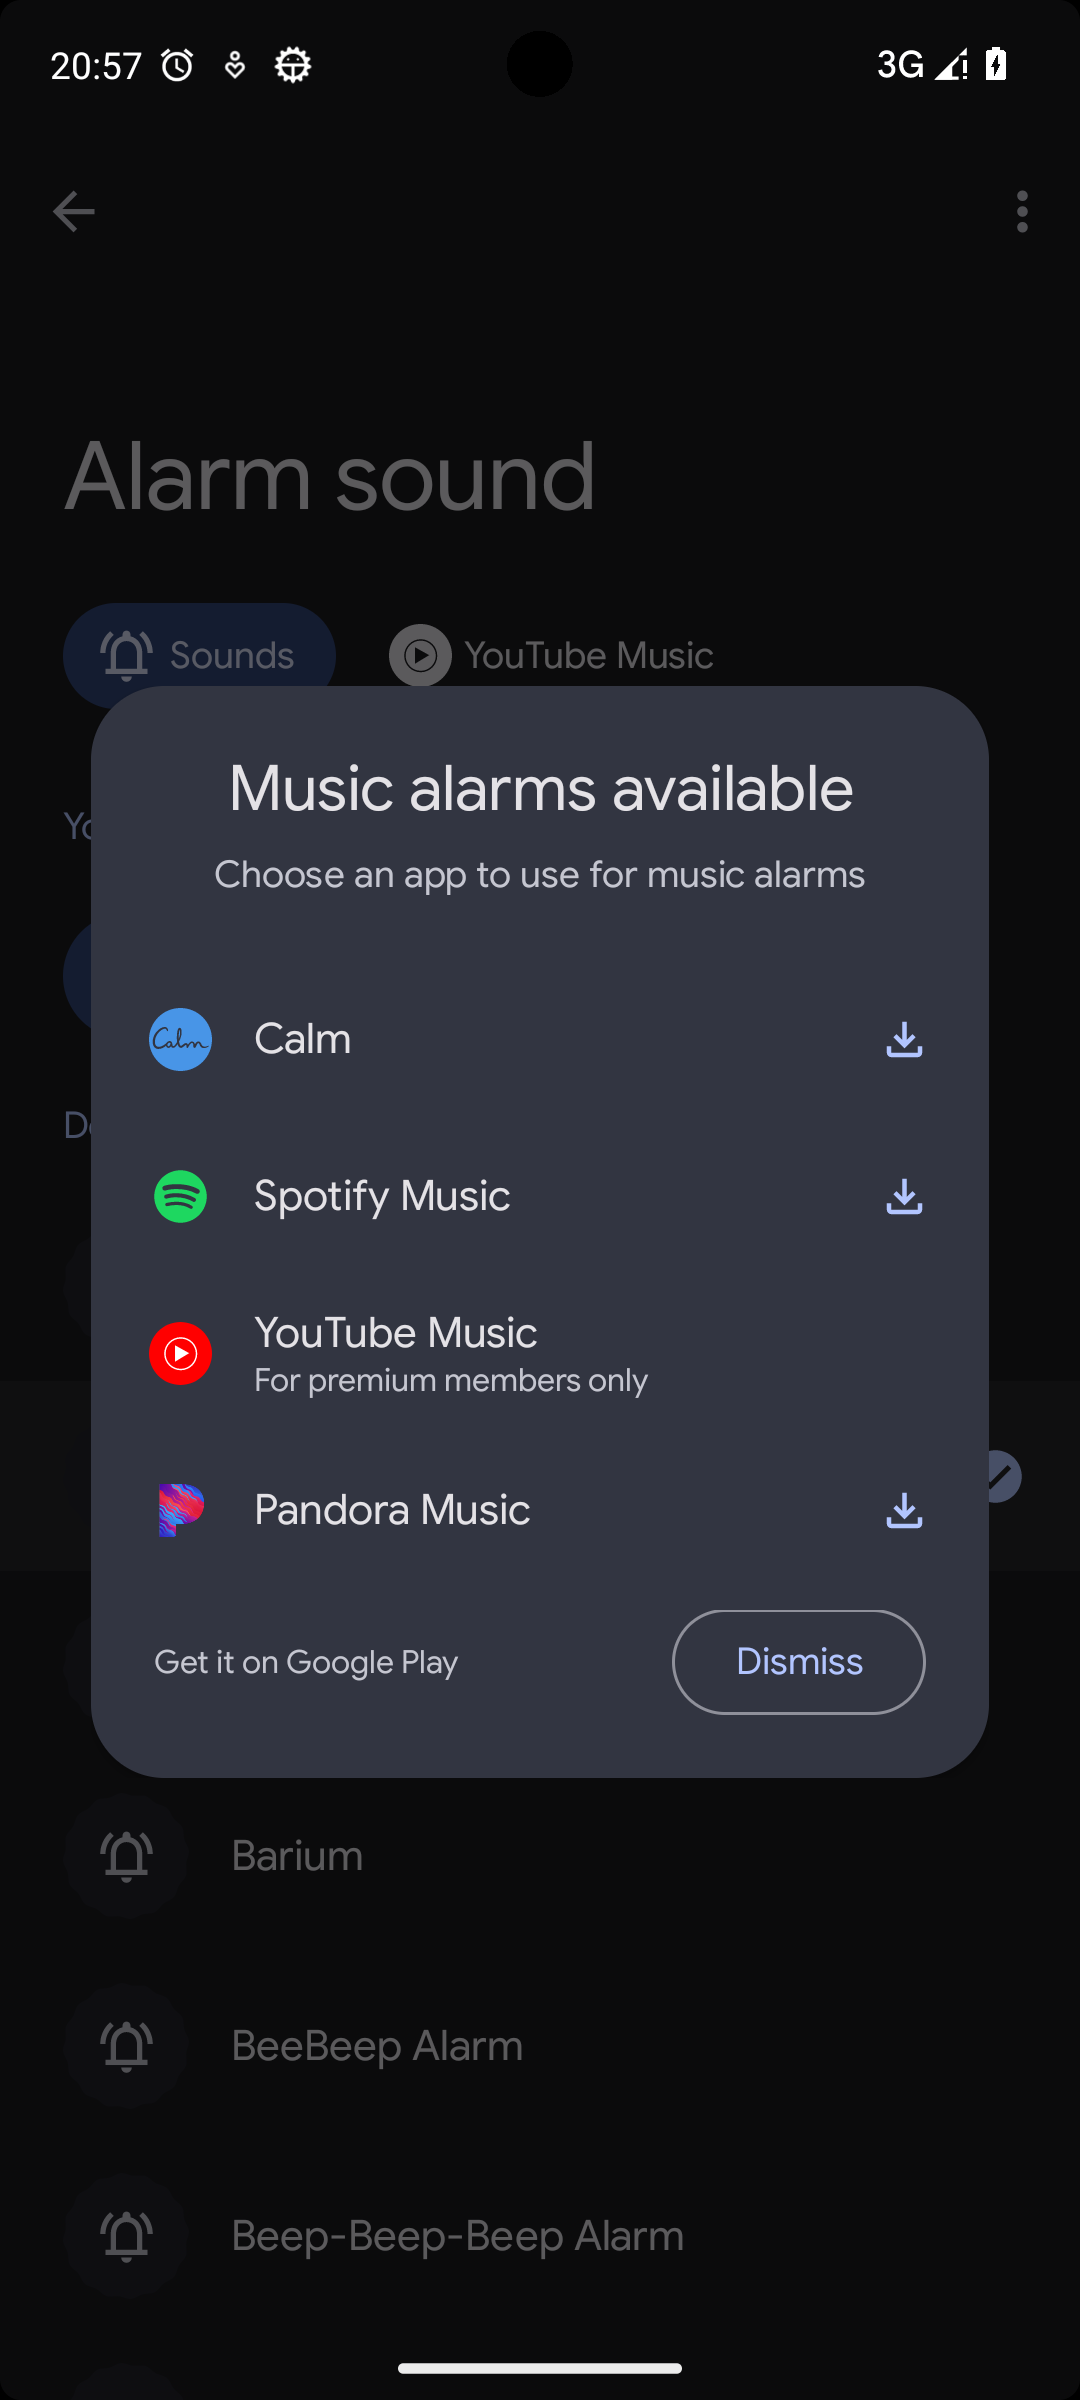 20:57
3G
Alarm sound
Sounds
YouTube Music
Music alarms available
Choose an app to use for music alarms
Calm
Calm
Spotify Music
YouTube Music
For premium members only
Pandora Music
Get it on Google Play
Dismiss
Barium
BeeBeep Alarm
Beep-Beep-Beep Alarm